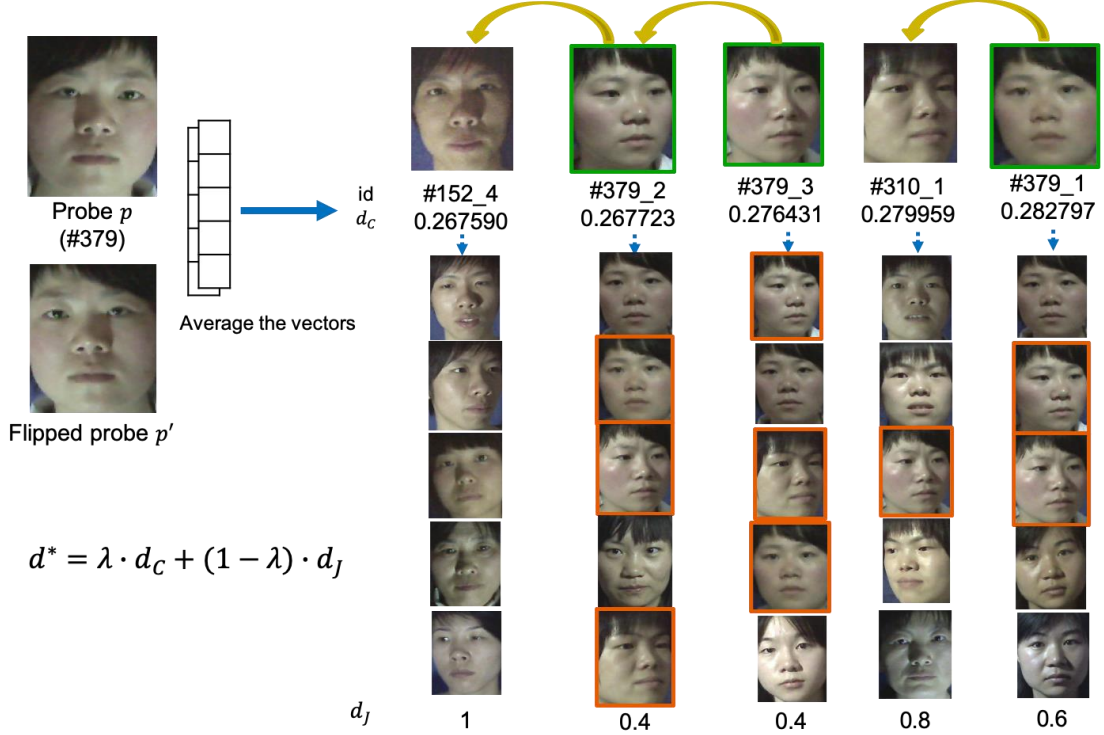 Probe p
(#379)
Flipped probe p′
Average the vectors
d* = λ · d_C + (1 − λ) · d_J
id
d_C
#152_4
0.267590
#379_2
0.267723
#379_3
0.276431
#310_1
0.279959
#379_1
0.282797
d_J
1
0.4
0.4
0.8
0.6